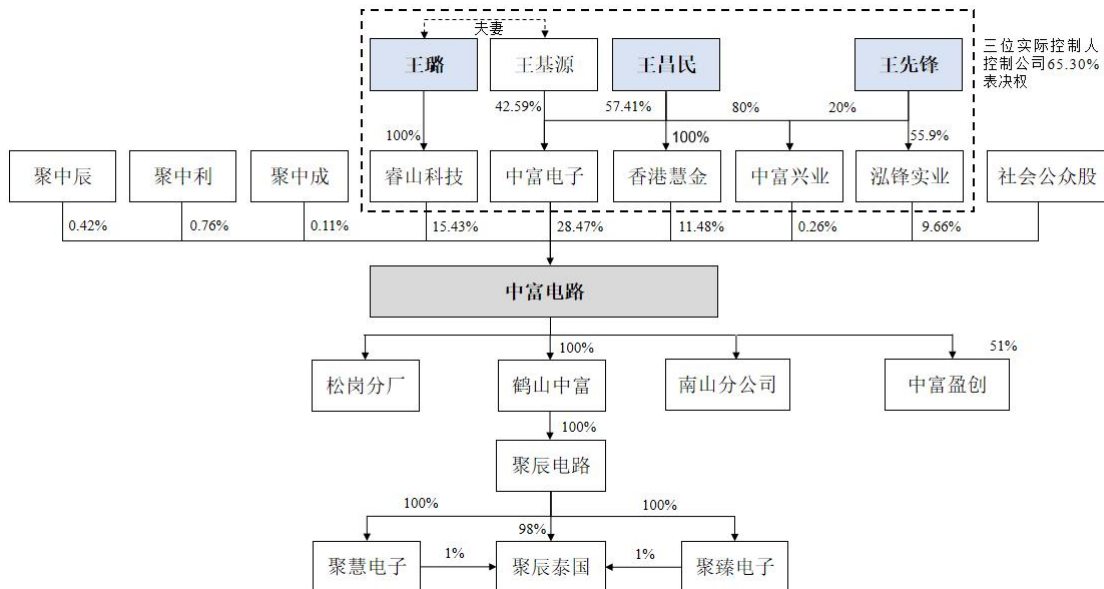 夫妻
三位实际控制人
控制公司65.30%
表决权
王璐
王基源
王昌民
王先锋
42.59%
57.41%
80%
20%
100%
100%
55.9%
聚中辰
聚中利
聚中成
睿山科技
中富电子
香港慧金
中富兴业
泓锋实业
社会公众股
0.42%
0.76%
0.11%
15.43%
28.47%
11.48%
0.26%
9.66%
中富电路
100%
51%
松岗分厂
鹤山中富
南山分公司
中富盈创
100%
聚辰电路
100%
98%
100%
聚慧电子
1%
聚辰泰国
1%
聚臻电子